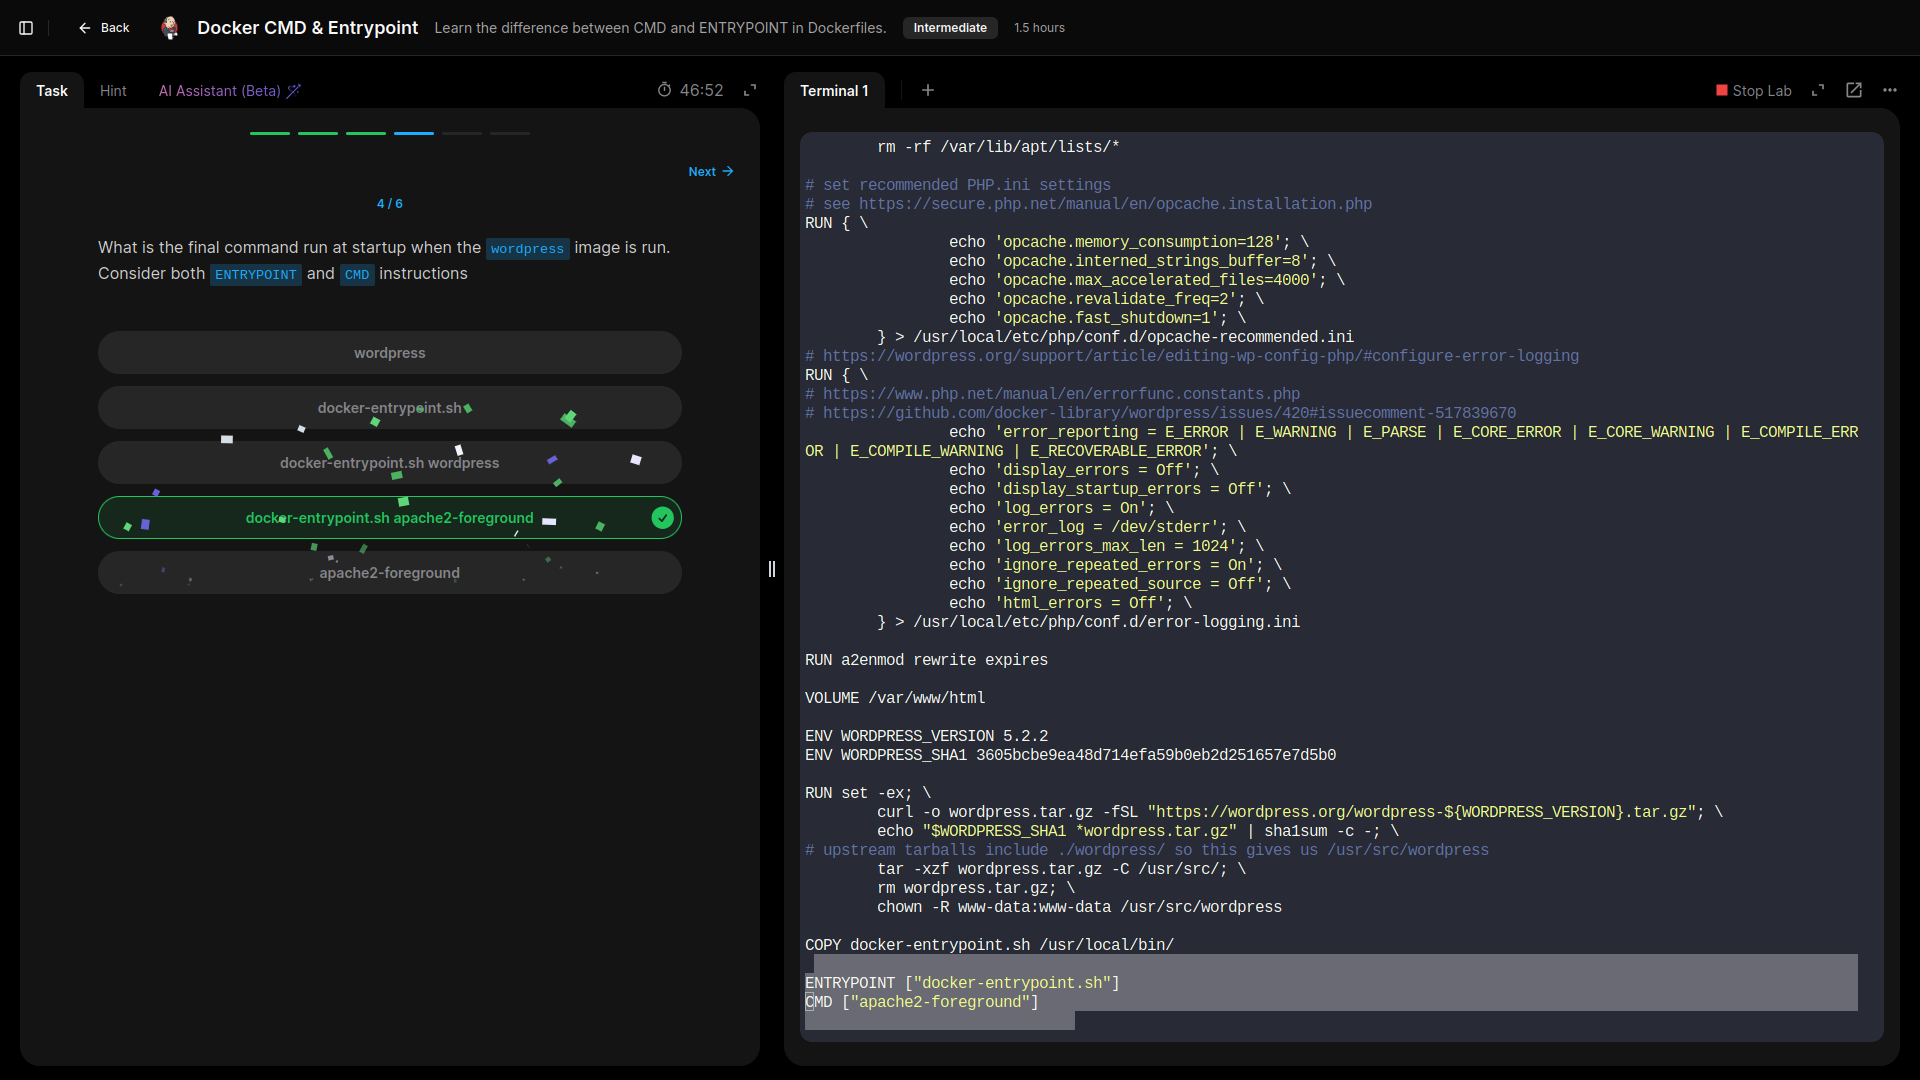 Back
Docker CMD & Entrypoint
Learn the difference between CMD and ENTRYPOINT in Dockerfiles.
Intermediate
1.5 hours
Task
Hint
AI Assistant (Beta)
46:52
Next
4 / 6
What is the final command run at startup when the wordpress image is run.
Consider both ENTRYPOINT and CMD instructions
wordpress
docker-entrypoint.sh
docker-entrypoint.sh wordpress
docker-entrypoint.sh apache2-foreground
apache2-foreground
Terminal 1
Stop Lab
rm -rf /var/lib/apt/lists/*
# set recommended PHP.ini settings
# see https://secure.php.net/manual/en/opcache.installation.php
RUN { \
echo 'opcache.memory_consumption=128'; \
echo 'opcache.interned_strings_buffer=8'; \
echo 'opcache.max_accelerated_files=4000'; \
echo 'opcache.revalidate_freq=2'; \
echo 'opcache.fast_shutdown=1'; \
} > /usr/local/etc/php/conf.d/opcache-recommended.ini
# https://wordpress.org/support/article/editing-wp-config-php/#configure-error-logging
RUN { \
# https://www.php.net/manual/en/errorfunc.constants.php
# https://github.com/docker-library/wordpress/issues/420#issuecomment-517839670
echo 'error_reporting = E_ERROR | E_WARNING | E_PARSE | E_CORE_ERROR | E_CORE_WARNING | E_COMPILE_ERR
OR | E_COMPILE_WARNING | E_RECOVERABLE_ERROR'; \
echo 'display_errors = Off'; \
echo 'display_startup_errors = Off'; \
echo 'log_errors = On'; \
echo 'error_log = /dev/stderr'; \
echo 'log_errors_max_len = 1024'; \
echo 'ignore_repeated_errors = On'; \
echo 'ignore_repeated_source = Off'; \
echo 'html_errors = Off'; \
} > /usr/local/etc/php/conf.d/error-logging.ini
RUN a2enmod rewrite expires
VOLUME /var/www/html
ENV WORDPRESS_VERSION 5.2.2
ENV WORDPRESS_SHA1 3605bcbe9ea48d714efa59b0eb2d251657e7d5b0
RUN set -ex; \
curl -o wordpress.tar.gz -fSL "https://wordpress.org/wordpress-${WORDPRESS_VERSION}.tar.gz"; \
echo "$WORDPRESS_SHA1 *wordpress.tar.gz" | sha1sum -c -; \
# upstream tarballs include ./wordpress/ so this gives us /usr/src/wordpress
tar -xzf wordpress.tar.gz -C /usr/src/; \
rm wordpress.tar.gz; \
chown -R www-data:www-data /usr/src/wordpress
COPY docker-entrypoint.sh /usr/local/bin/
ENTRYPOINT ["docker-entrypoint.sh"]
CMD ["apache2-foreground"]